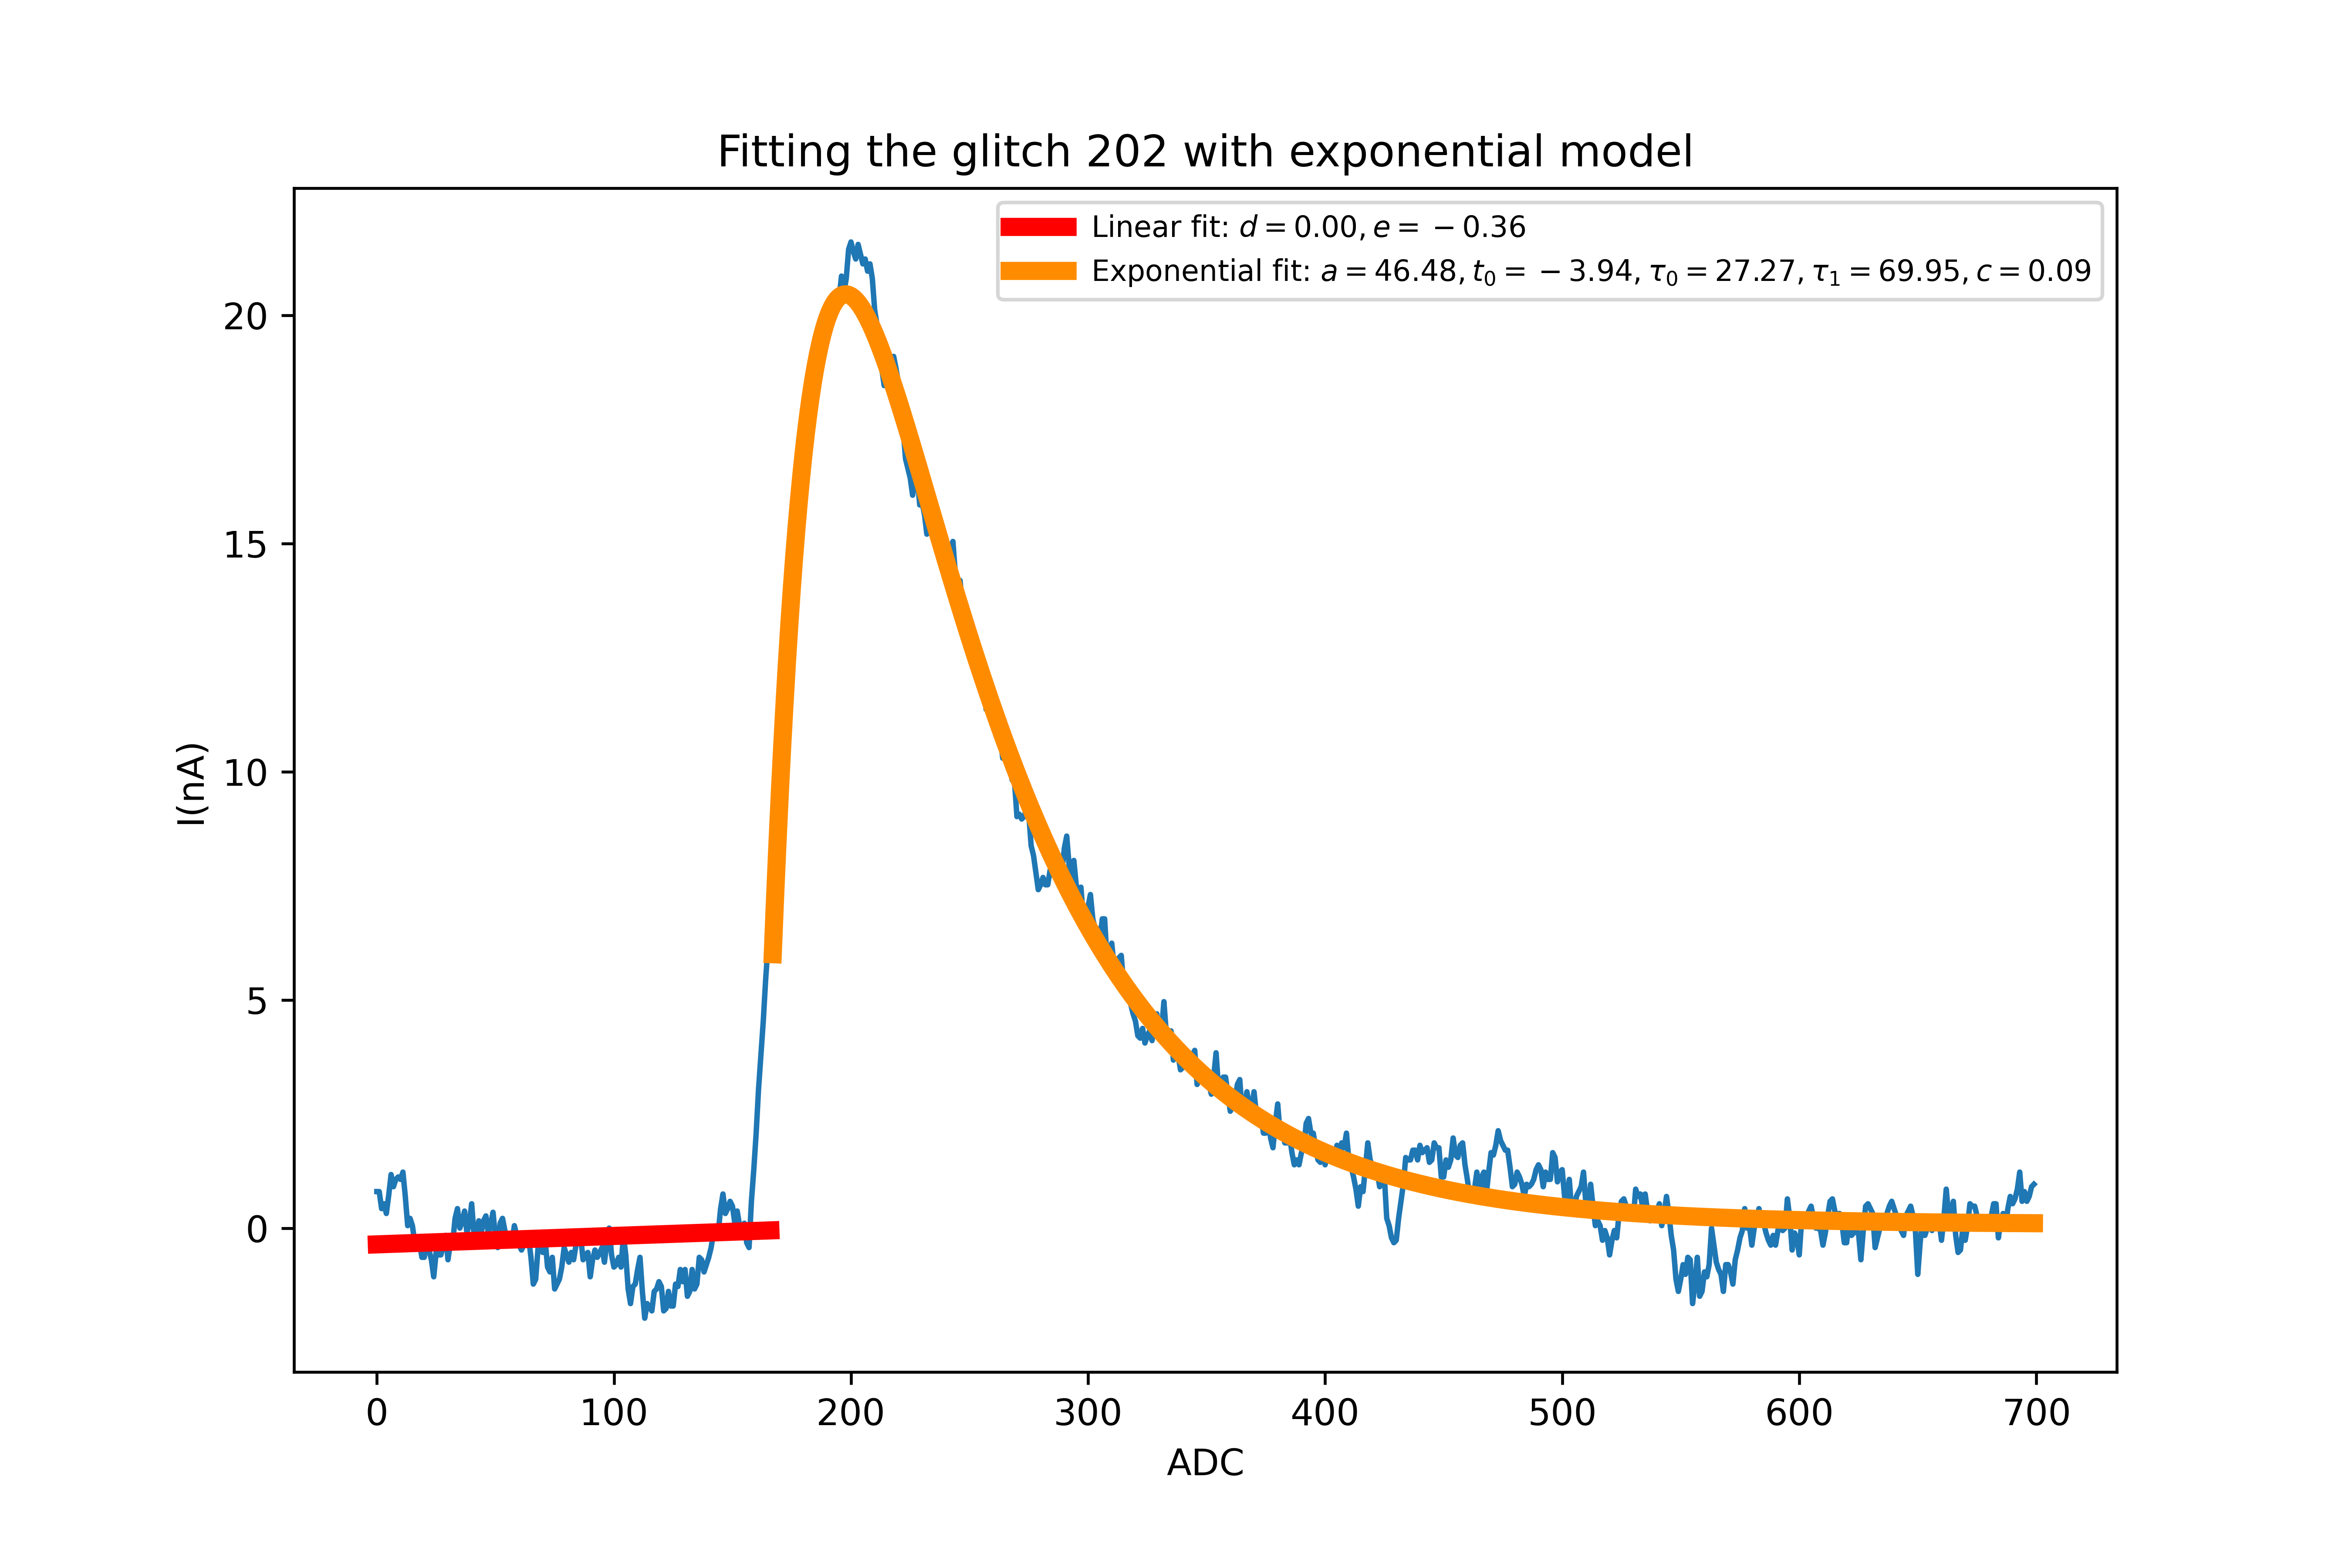 Fitting the glitch 202 with exponential model
Linear fit: d = 0.00, e = −0.36
Exponential fit: a = 46.48, t₀ = −3.94, τ₀ = 27.27, τ₁ = 69.95, c = 0.09
20
15
10
5
0
I(nA)
0 100 200 300 400 500 600 700
ADC